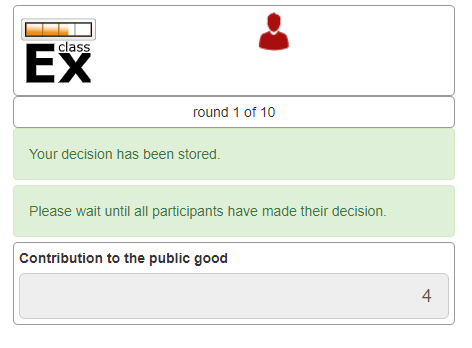 class
Ex
round 1 of 10
Your decision has been stored.
Please wait until all participants have made their decision.
Contribution to the public good
4